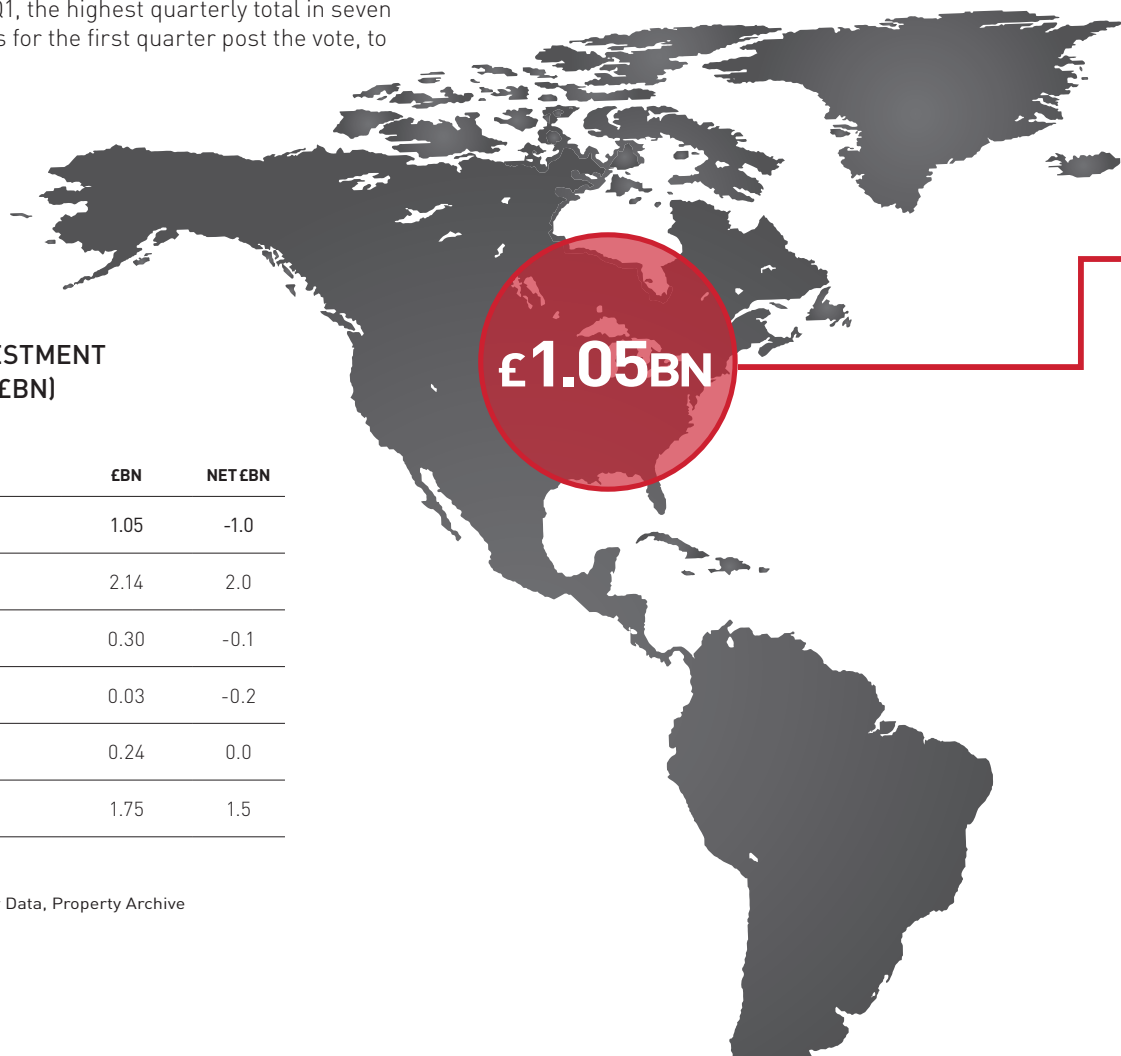 Q1, the highest quarterly total in seven
s for the first quarter post the vote, to
ESTMENT
£BN)
£BN NET £BN
1.05 -1.0
2.14 2.0
0.30 -0.1
0.03 -0.2
0.24 0.0
1.75 1.5
Data, Property Archive
£1.05BN